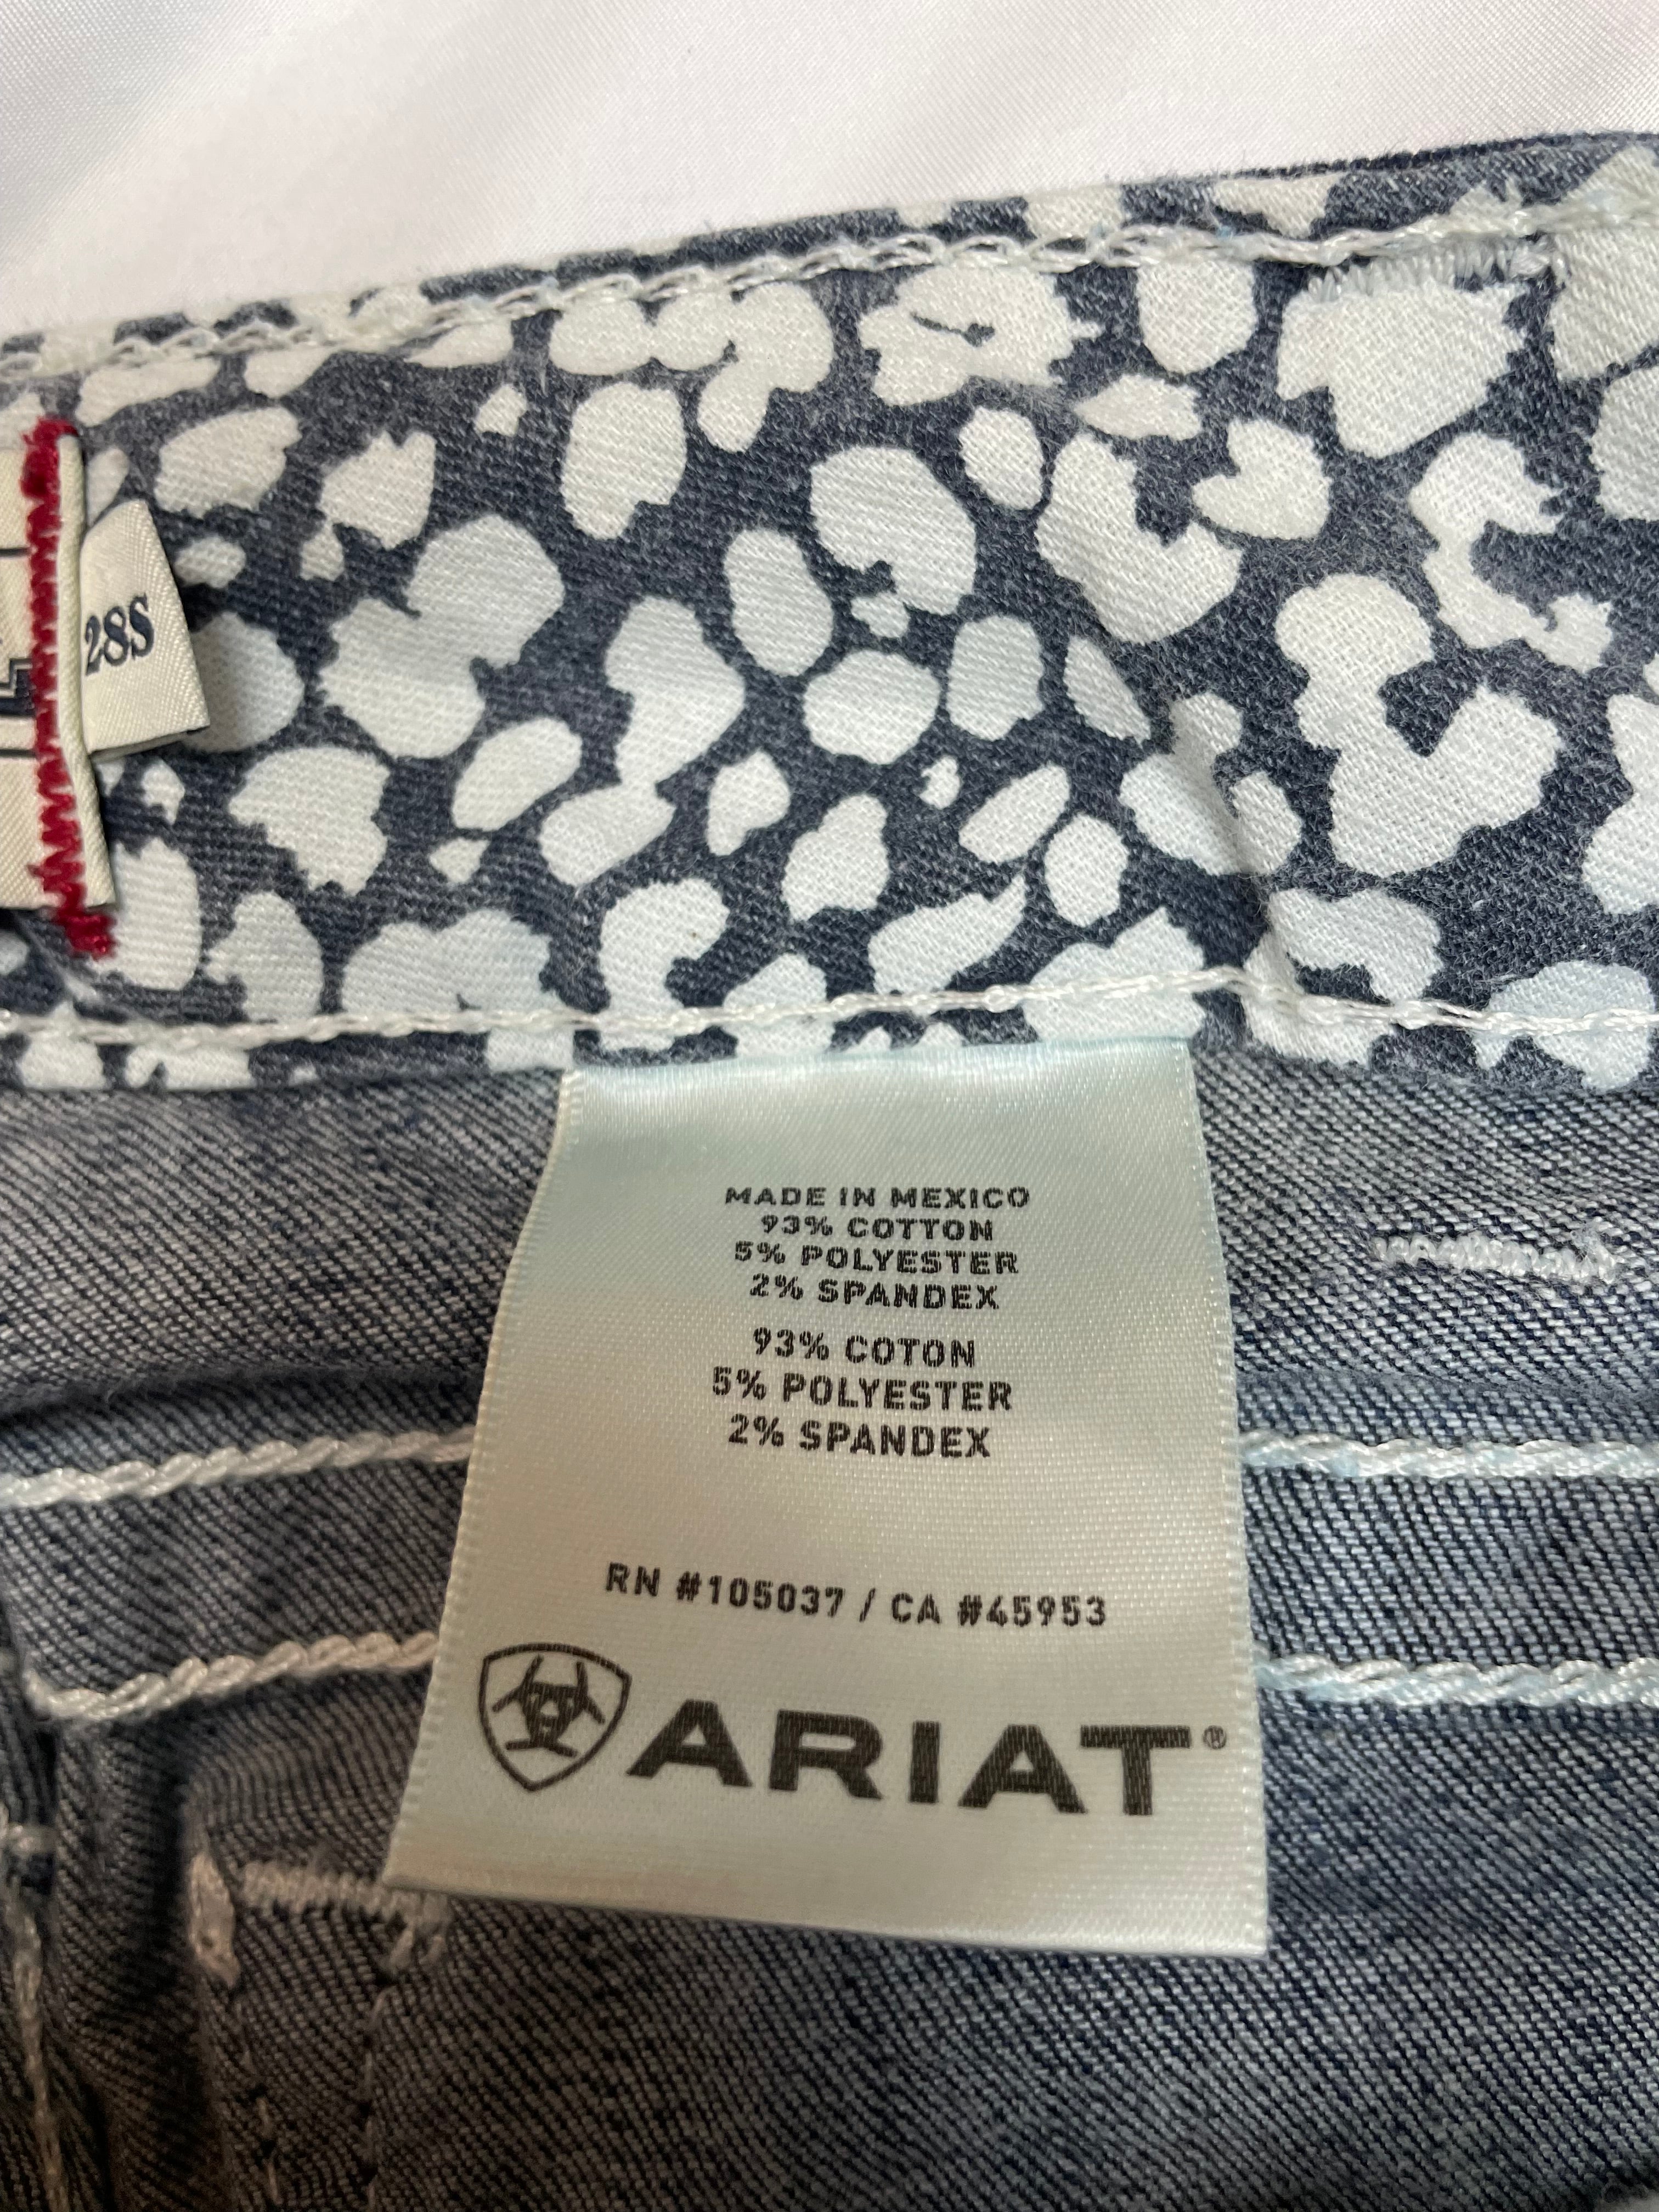 28S
MADE IN MEXICO
93% COTTON
5% POLYESTER
2% SPANDEX
93% COTON
5% POLYESTER
2% SPANDEX
RN #105037 / CA #45953
ARIAT®